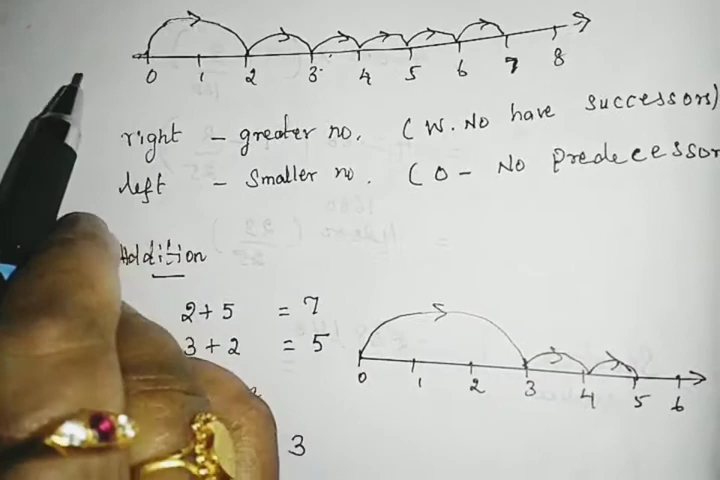 0 1 2 3 4 5 6 7 8
right - greater no. (W. No have successors)
left - smaller no. (0 - No predecessor
Addition
2 + 5 = 7
3 + 2 = 5
0 1 2 3 4 5 6
3